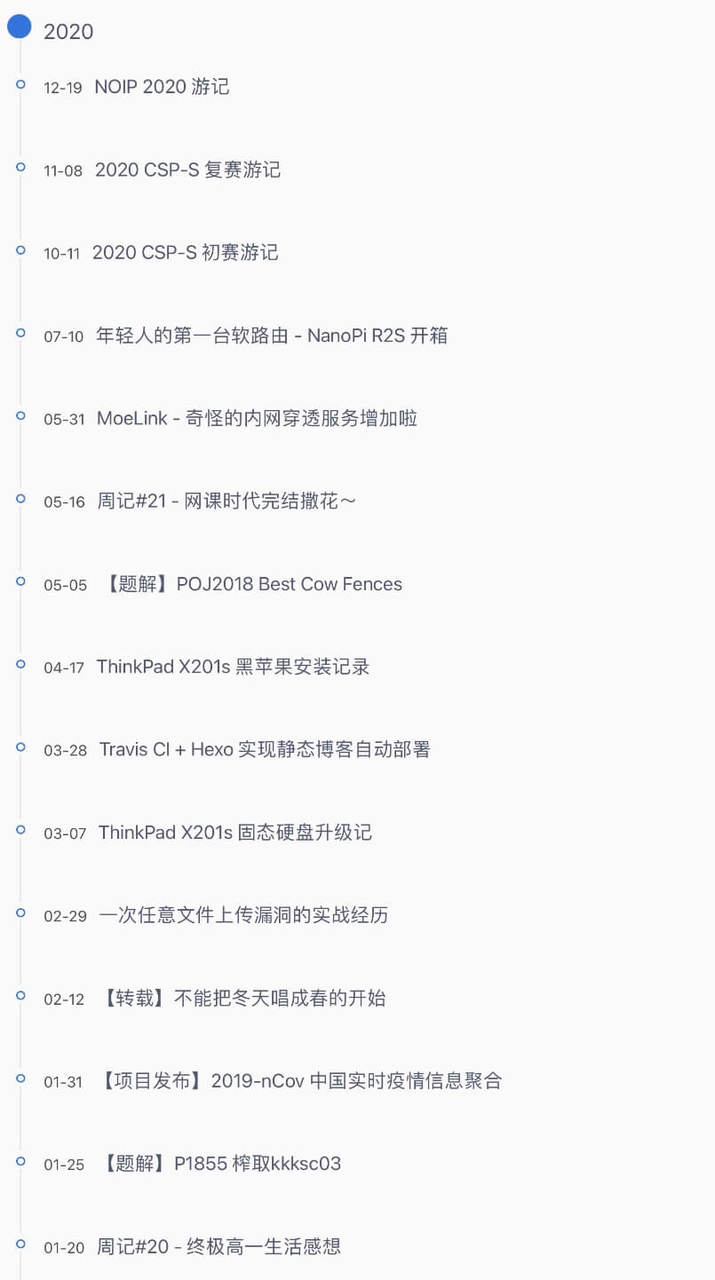 2020
12-19 NOIP 2020 游记
11-08 2020 CSP-S 复赛游记
10-11 2020 CSP-S 初赛游记
07-10 年轻人的第一台软路由 - NanoPi R2S 开箱
05-31 MoeLink - 奇怪的内网穿透服务增加啦
05-16 周记#21 - 网课时代完结撒花～
05-05 【题解】POJ2018 Best Cow Fences
04-17 ThinkPad X201s 黑苹果安装记录
03-28 Travis CI + Hexo 实现静态博客自动部署
03-07 ThinkPad X201s 固态硬盘升级记
02-29 一次任意文件上传漏洞的实战经历
02-12 【转载】不能把冬天唱成春的开始
01-31 【项目发布】2019-nCov 中国实时疫情信息聚合
01-25 【题解】P1855 榨取kkksc03
01-20 周记#20 - 终极高一生活感想